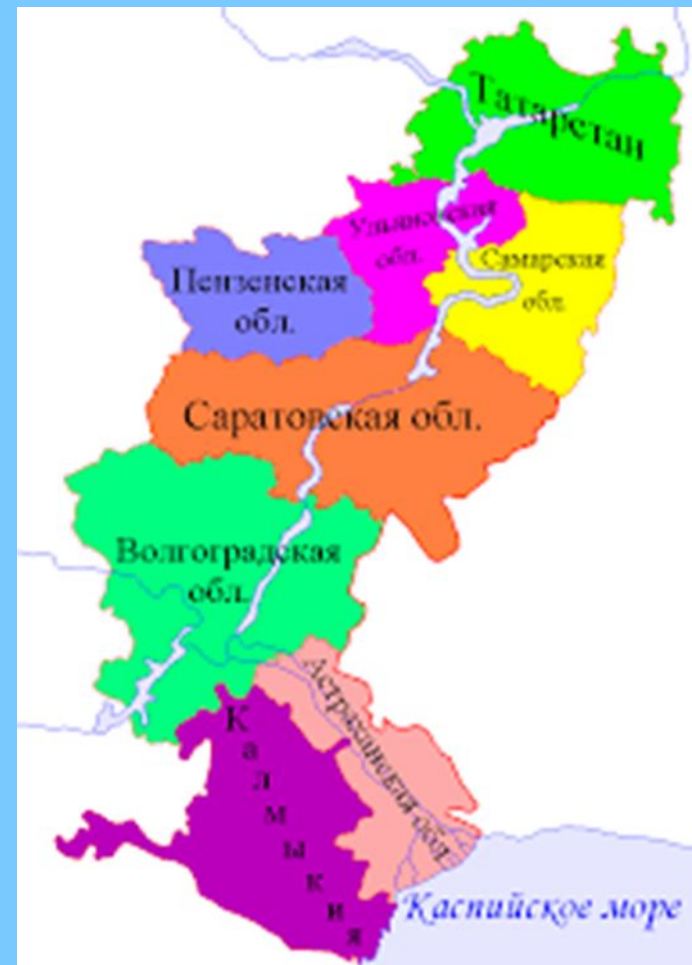 Татарстан
Ульяновская
обл.
Самарская
обл.
Пензенская
обл.
Саратовская обл.
Волгоградская
обл.
Астраханская обл.
Калмыкия
Каспийское море